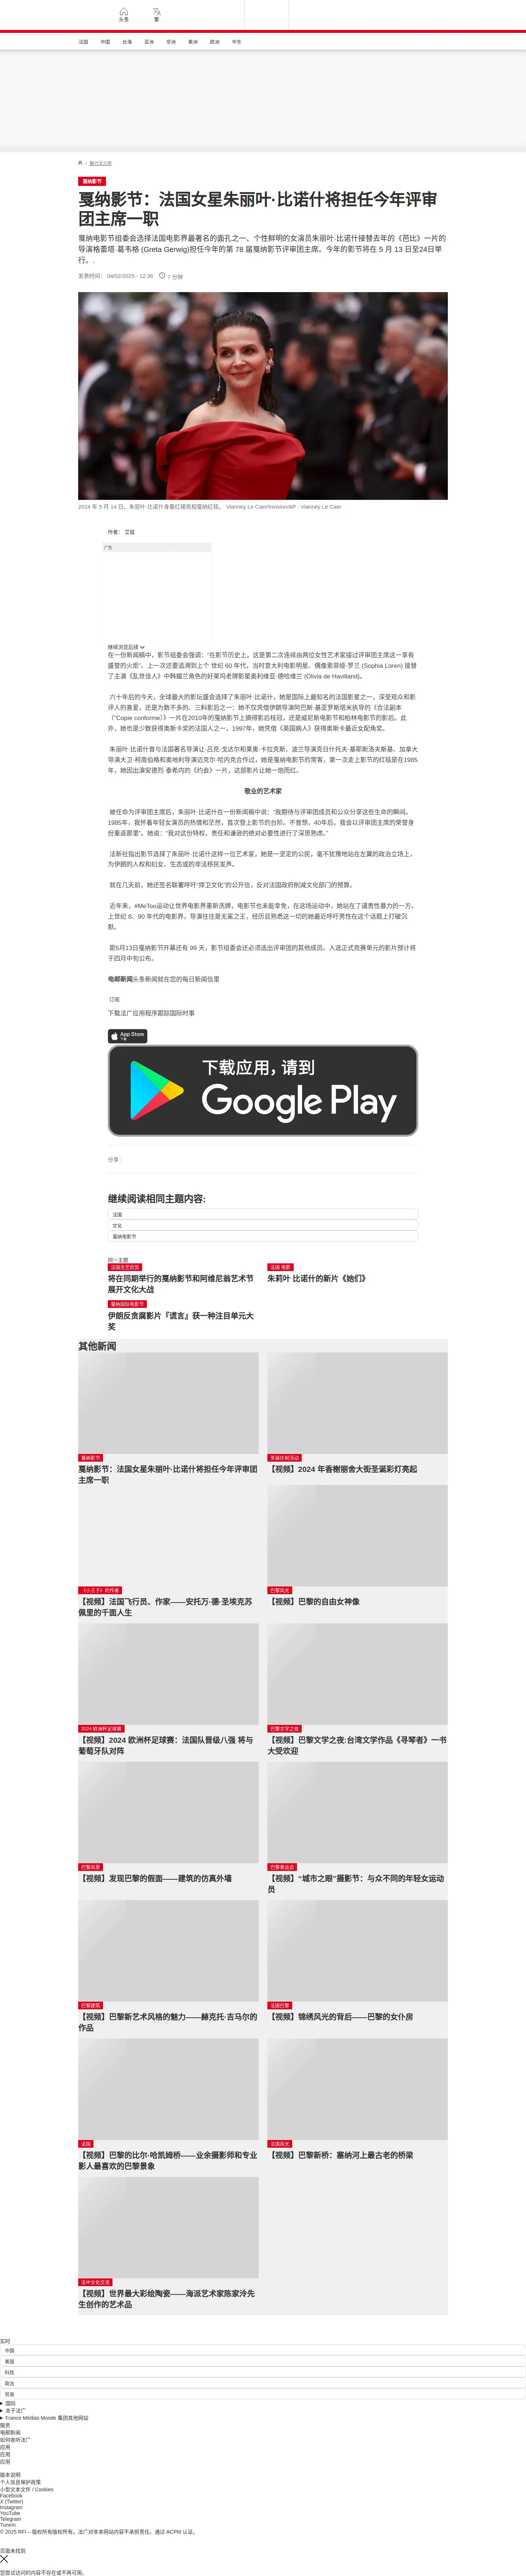 头条
繁
法国 中国 台海 亚洲 非洲 美洲 欧洲 中东
/ 魅力法兰西
戛纳影节
戛纳影节：法国女星朱丽叶·比诺什将担任今年评审
团主席一职
戛纳电影节组委会选择法国电影界最著名的面孔之一、个性鲜明的女演员朱丽叶·比诺什接替去年的《芭比》一片的
导演格蕾塔·葛韦格 (Greta Gerwig)担任今年的第 78 届戛纳影节评审团主席。今年的影节将在 5 月 13 日至24日举
行。.
发表时间： 04/02/2025 - 12:36 7 分钟
2024 年 5 月 14 日。朱丽叶·比诺什身着红裙亮相戛纳红毯。 Vianney Le Caer/Invision/AP - Vianney Le Caer
作者： 艾娃
广告
继续浏览后续
在一份新闻稿中，影节组委会强调：“在影节历史上，这是第二次连续由两位女性艺术家接过评审团主席这一享有
盛誉的火炬”。上一次还要追溯到上个 世纪 60 年代，当时意大利电影明星、偶像索菲娅·罗兰 (Sophia Loren) 接替
了主演《乱世佳人》中韩媚兰角色的好莱坞老牌影星奥利维亚·德哈维兰 (Olivia de Havilland)。
六十年后的今天，全球最大的影坛盛会选择了朱丽叶·比诺什，她是国际上最知名的法国影星之一，深受观众和影
评人的喜爱，还是为数不多的、三料影后之一：她不仅凭借伊朗导演阿巴斯·基亚罗斯塔米执导的《合法副本
（"Copie conforme）》一片在2010年的戛纳影节上摘得影后桂冠，还是威尼斯电影节和柏林电影节的影后。此
外，她也是少数获得奥斯卡奖的法国人之一，1997年，她凭借《英国病人》获得奥斯卡最近女配角奖。
朱丽叶·比诺什曾与法国著名导演让-吕克·戈达尔和莱奥·卡拉克斯、波兰导演克日什托夫·基耶斯洛夫斯基、加拿大
导演大卫·柯南伯格和奥地利导演迈克尔·哈内克合作过，她是戛纳电影节的常客，第一次走上影节的红毯是在1985
年，她因出演安德烈·泰希内的《约会》一片，这部影片让她一炮而红。
敬业的艺术家
被任命为评审团主席后，朱丽叶·比诺什在一份新闻稿中说：“我期待与评审团成员和公众分享这些生命的瞬间。
1985年，我怀着年轻女演员的热情和茫然，首次登上影节的台阶。不曾想，40年后，我会以评审团主席的荣誉身
份重返那里”。她说：“我对这份特权、责任和谦逊的绝对必要性进行了深思熟虑。”
法新社指出影节选择了朱丽叶·比诺什这样一位艺术家，她是一坚定的公民，毫不犹豫地站在左翼的政治立场上，
为伊朗的人权和妇女、生态或的非法移民发声。
就在几天前，她还签名联署呼吁“捍卫文化”的公开信，反对法国政府削减文化部门的预算。
近年来，#MeToo运动让世界电影界重新洗牌，电影节也未能幸免，在这场运动中，她站在了谴责性暴力的一方。
上世纪 8、90 年代的电影界，导演往往是无冕之王，经历且熟悉这一切的她最近呼吁男性在这个话题上打破沉
默。
距5月13日戛纳影节开幕还有 99 天，影节组委会还必须选出评审团的其他成员。入选正式竞赛单元的影片预计将
于四月中旬公布。
电邮新闻头条新闻就在您的每日新闻信里
订阅
下载法广应用程序跟踪国际时事
App Store
下载
下载应用，请到
Google Play
分享 :
继续阅读相同主题内容:
法国
文化
戛纳电影节
同一主题
法国文艺欣赏
将在同期举行的戛纳影节和阿维尼翁艺术节
展开文化大战
法国 电影
朱莉叶 比诺什的新片《她们》
戛纳国际电影节
伊朗反贪腐影片『谎言』获一种注目单元大
奖
其他新闻
戛纳影节
戛纳影节：法国女星朱丽叶·比诺什将担任今年评审团
主席一职
圣诞庆祝活动
【视频】2024 年香榭丽舍大街圣诞彩灯亮起
《小王子》的作者
【视频】法国飞行员、作家——安托万·德·圣埃克苏
佩里的千面人生
巴黎风光
【视频】巴黎的自由女神像
2024 欧洲杯足球赛
【视频】2024 欧洲杯足球赛：法国队晋级八强 将与
葡萄牙队对阵
巴黎文学之夜
【视频】巴黎文学之夜:台湾文学作品《寻琴者》一书
大受欢迎
巴黎风景
【视频】发现巴黎的假面——建筑的仿真外墙
巴黎奥运会
【视频】“城市之眼”摄影节：与众不同的年轻女运动
员
巴黎建筑
【视频】巴黎新艺术风格的魅力——赫克托·吉马尔的
作品
法国巴黎
【视频】锦绣风光的背后——巴黎的女仆房
法国
【视频】巴黎的比尔·哈凯姆桥——业余摄影师和专业
影人最喜欢的巴黎景象
法国风光
【视频】巴黎新桥：塞纳河上最古老的桥梁
法中文化交流
【视频】世界最大彩绘陶瓷——海派艺术家陈家泠先
生创作的艺术品
实时
中国
美国
科技
政治
贸易
国际
关于法广
France Médias Monde 集团其他网站
服务
电邮新闻
如何收听法广
应用
应用
应用
版本说明
个人信息保护政策
小型文本文件 / Cookies
Facebook
X (Twitter)
Instagram
YouTube
Telegram
TuneIn
© 2025 RFI – 版权所有版权所有。法广对非本网站内容不承担责任。通过 ACPM 认证。
页面未找到
您尝试访问的内容不存在或不再可用。